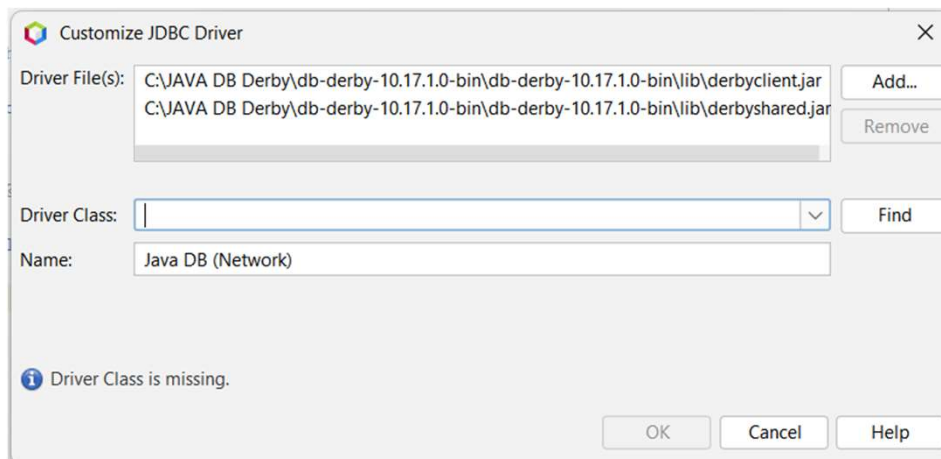 Customize JDBC Driver
Driver File(s):
C:\JAVA DB Derby\db-derby-10.17.1.0-bin\db-derby-10.17.1.0-bin\lib\derbyclient.jar
Add...
C:\JAVA DB Derby\db-derby-10.17.1.0-bin\db-derby-10.17.1.0-bin\lib\derbyshared.jar
Remove
Driver Class:
Find
Name:
Java DB (Network)
Driver Class is missing.
OK
Cancel
Help